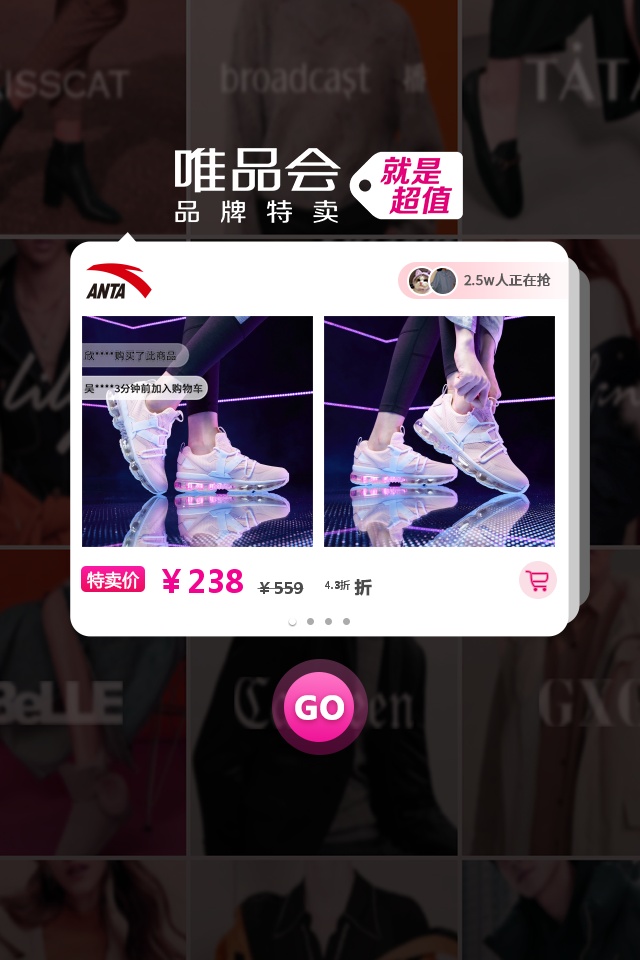 ISSCAT
broadcast 播
TATA
唯品会
品牌特卖
就是
超值
ANTA
2.5w人正在抢
欣****购买了此商品
吴****3分钟前加入购物车
特卖价 ¥238 ¥559 4.3折 折
BeLLE
GO
GXG